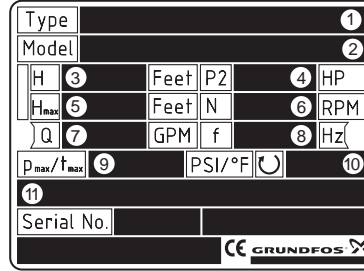 Type 1
Model 2
H 3 Feet P2 4 HP
Hmax 5 Feet N 6 RPM
Q 7 GPM f 8 Hz
pmax/tmax 9 PSI/°F 10
11
Serial No.
CE GRUNDFOS